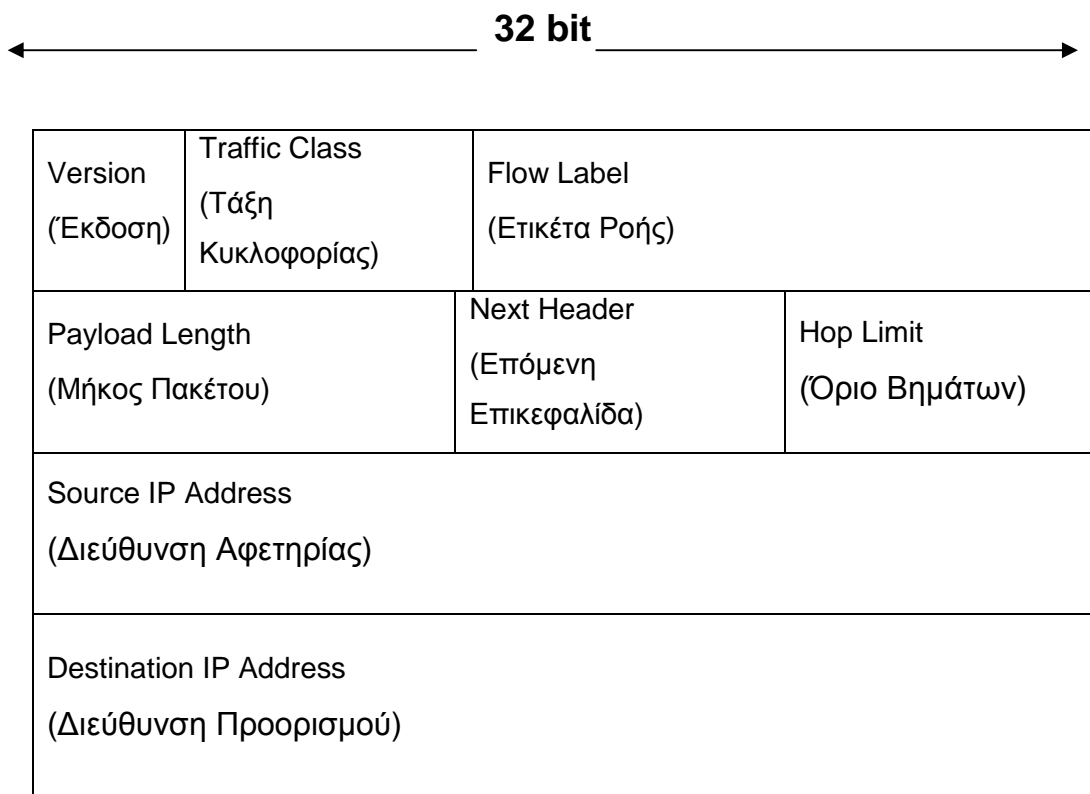 32 bit
Version
(Έκδοση)
Traffic Class
(Τάξη
Κυκλοφορίας)
Flow Label
(Ετικέτα Ροής)
Payload Length
(Μήκος Πακέτου)
Next Header
(Επόμενη
Επικεφαλίδα)
Hop Limit
(Όριο Βημάτων)
Source IP Address
(Διεύθυνση Αφετηρίας)
Destination IP Address
(Διεύθυνση Προορισμού)